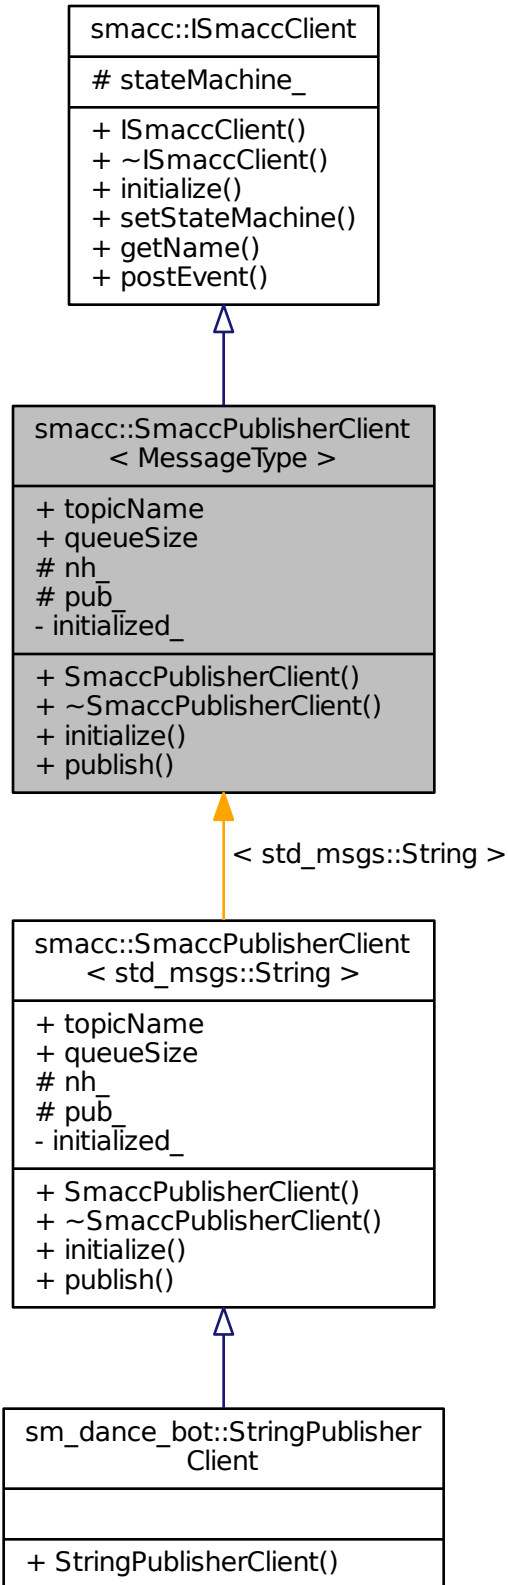 smacc::ISmaccClient
# stateMachine_
+ ISmaccClient()
+ ~ISmaccClient()
+ initialize()
+ setStateMachine()
+ getName()
+ postEvent()
smacc::SmaccPublisherClient
< MessageType >
+ topicName
+ queueSize
# nh_
# pub_
- initialized_
+ SmaccPublisherClient()
+ ~SmaccPublisherClient()
+ initialize()
+ publish()
< std_msgs::String >
smacc::SmaccPublisherClient
< std_msgs::String >
+ topicName
+ queueSize
# nh_
# pub_
- initialized_
+ SmaccPublisherClient()
+ ~SmaccPublisherClient()
+ initialize()
+ publish()
sm_dance_bot::StringPublisher
Client
+ StringPublisherClient()